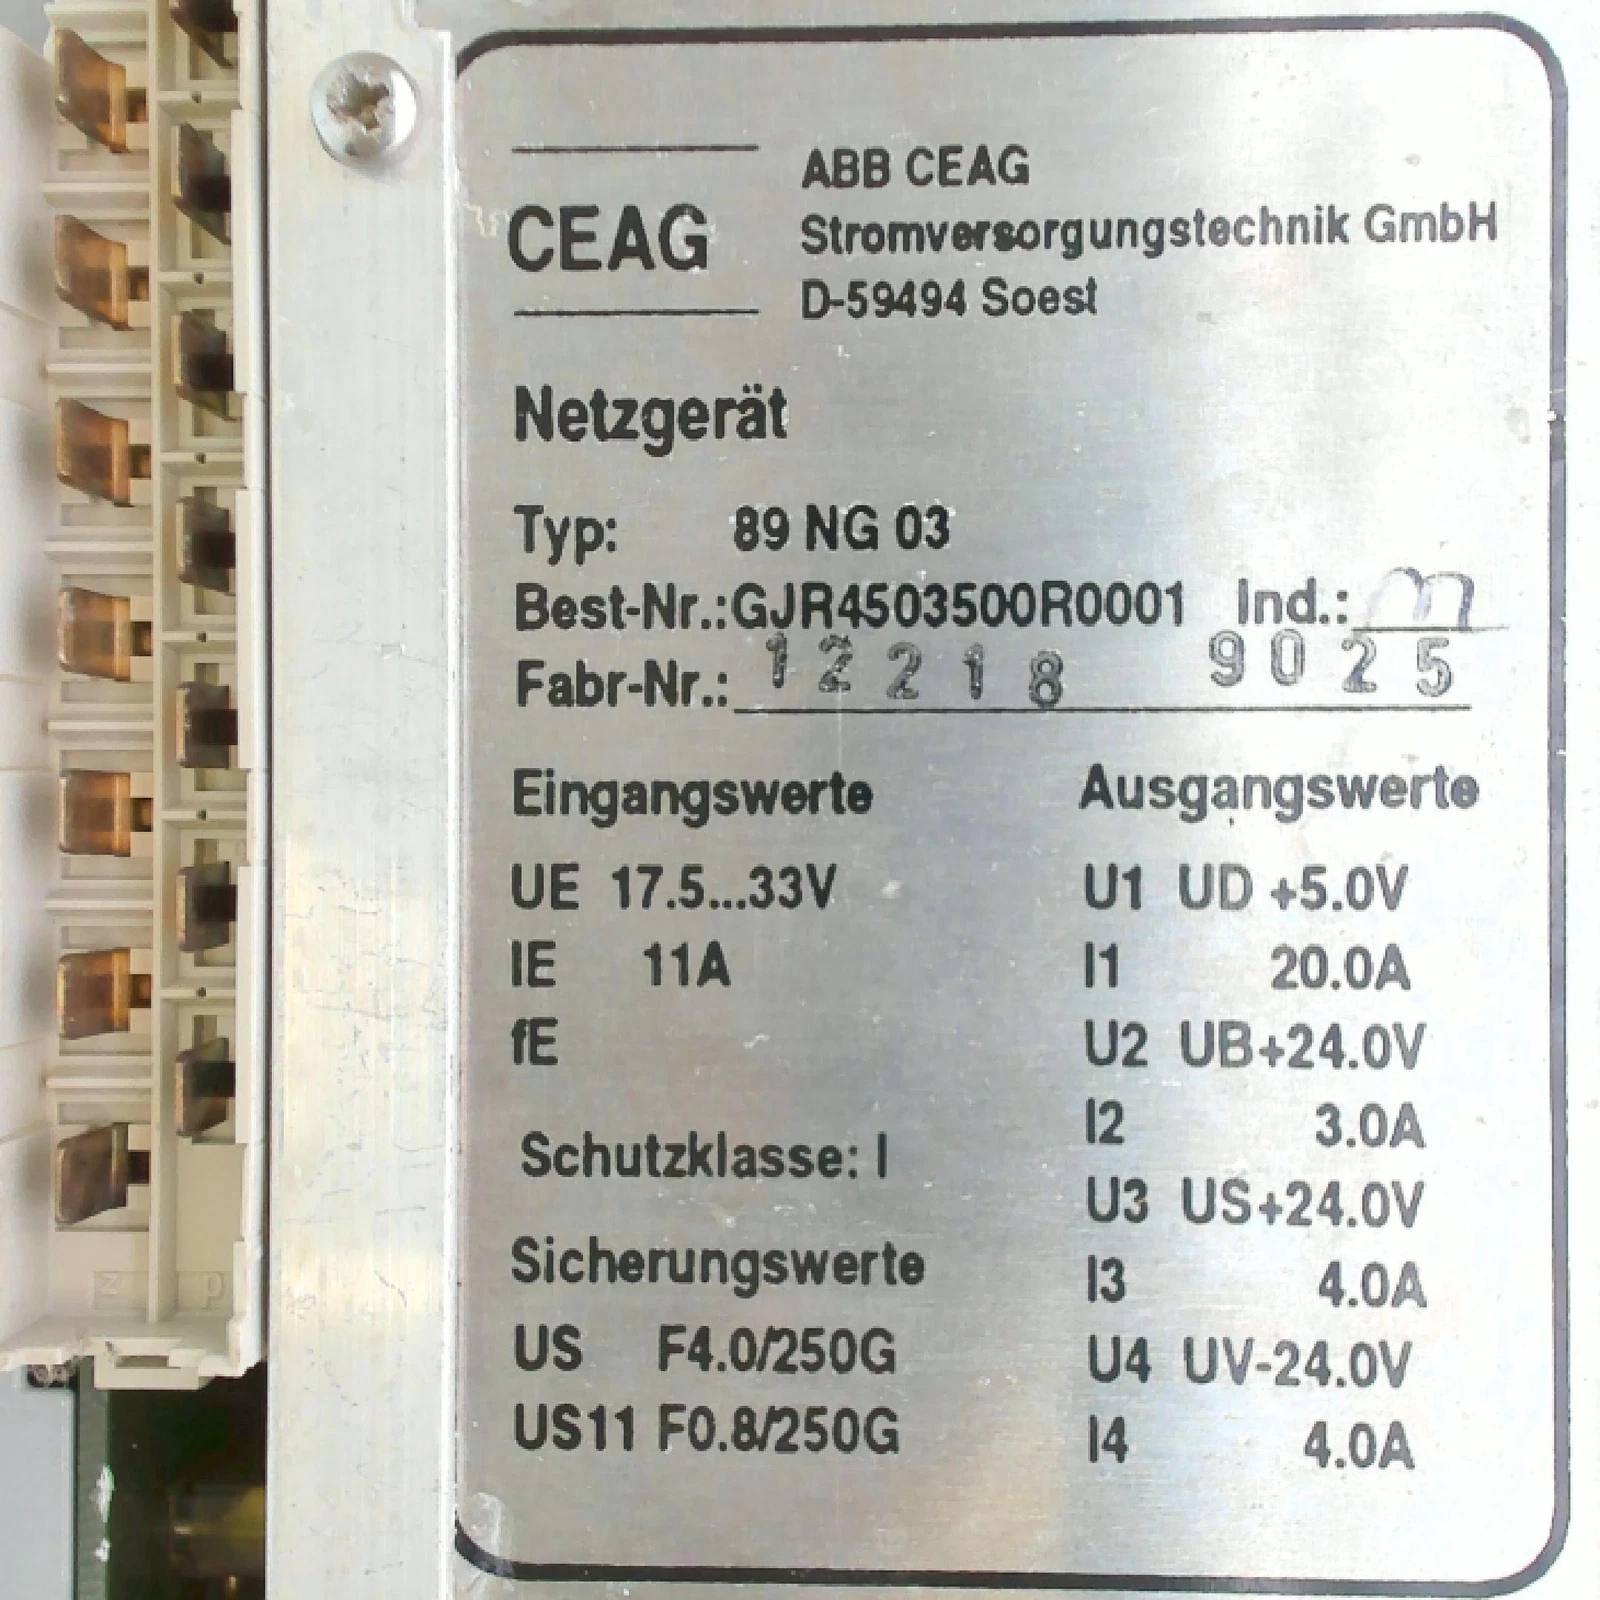 CEAG
ABB CEAG
Stromversorgungstechnik GmbH
D-59494 Soest
Netzgerät
Typ: 89 NG 03
Best-Nr.:GJR4503500R0001 Ind.: m
Fabr-Nr.: 12218 9025
Eingangswerte
UE 17.5...33V
IE 11A
fE
Schutzklasse: I
Sicherungswerte
US F4.0/250G
US11 F0.8/250G
Ausgangswerte
U1 UD +5.0V
I1 20.0A
U2 UB+24.0V
I2 3.0A
U3 US+24.0V
I3 4.0A
U4 UV-24.0V
I4 4.0A
z p